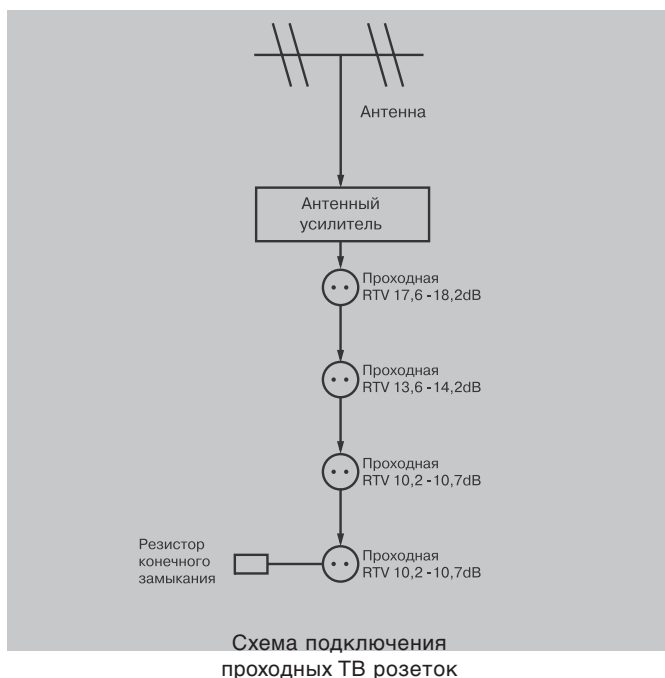 Антенна
Антенный
усилитель
Проходная
RTV 17,6 - 18,2dB
Проходная
RTV 13,6 - 14,2dB
Проходная
RTV 10,2 - 10,7dB
Резистор
конечного
замыкания
Проходная
RTV 10,2 - 10,7dB
Схема подключения
проходных ТВ розеток